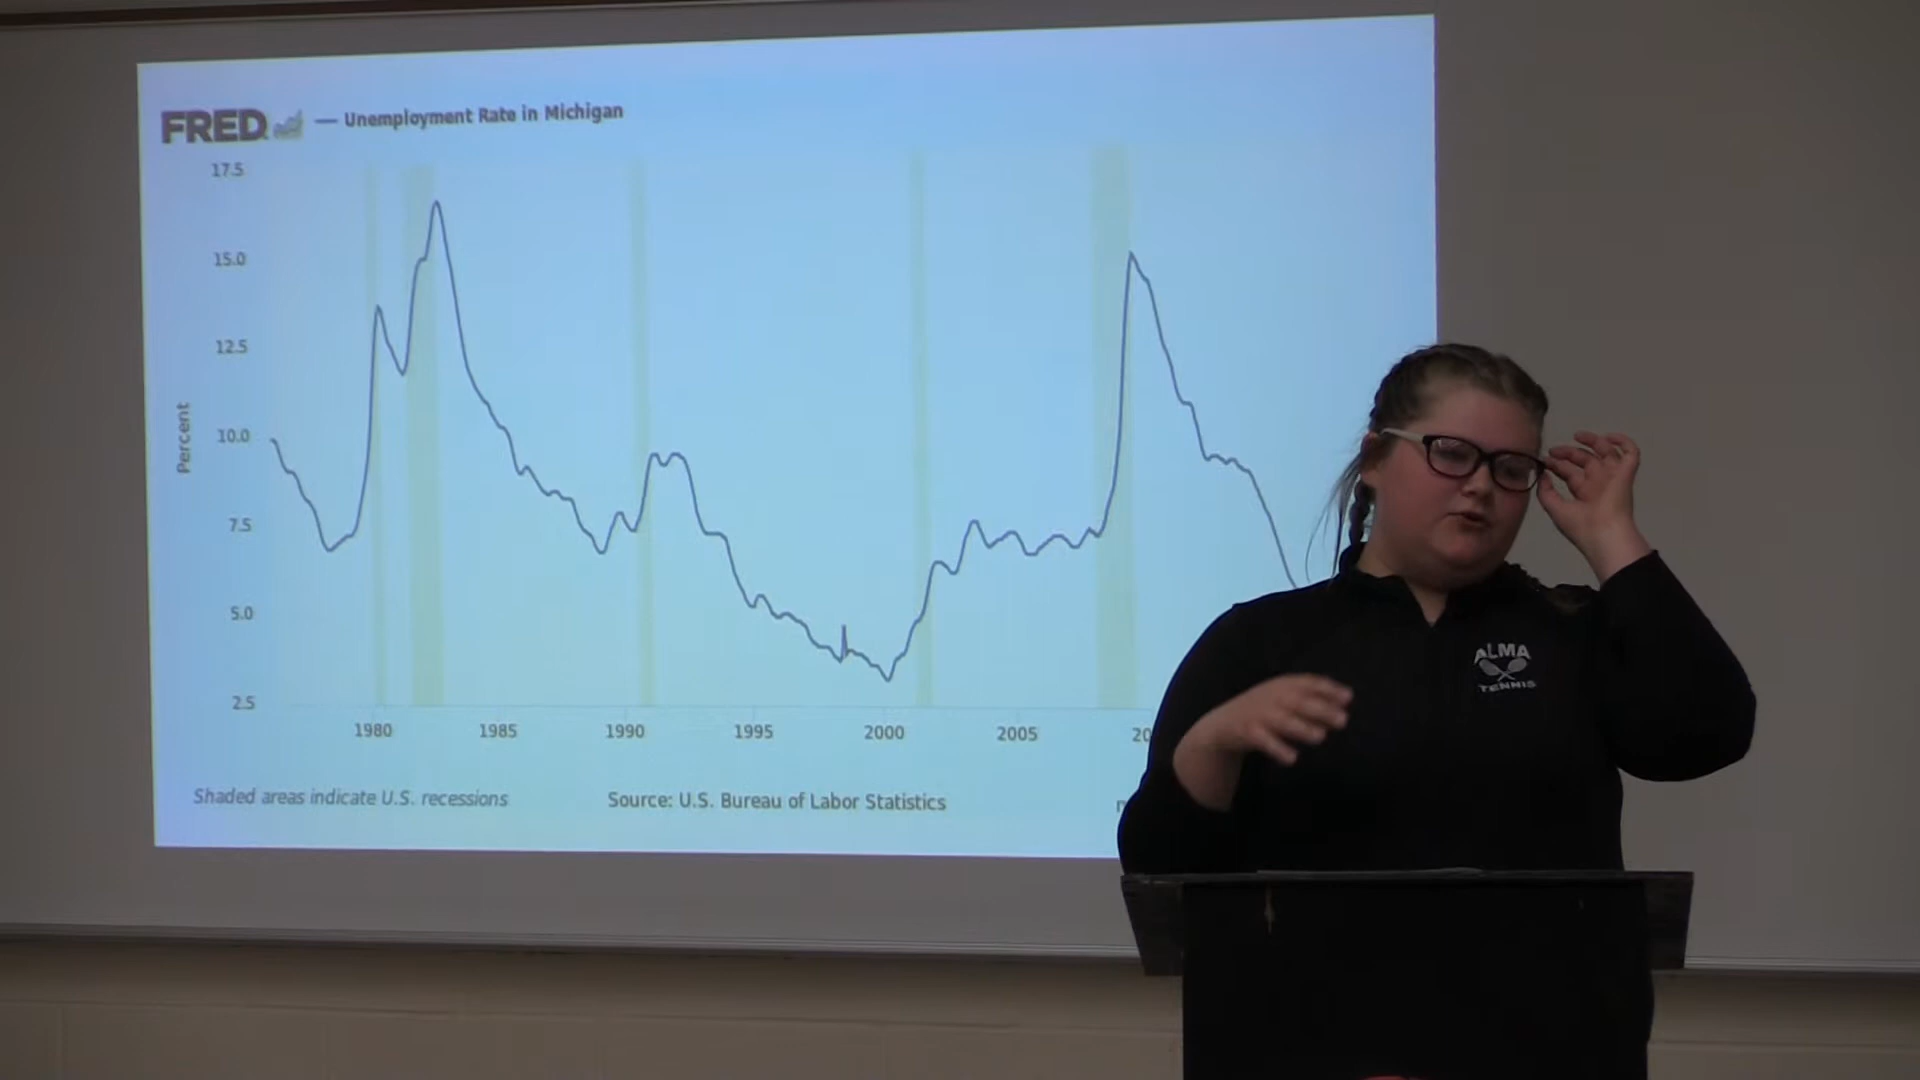 FRED — Unemployment Rate in Michigan
17.5
15.0
12.5
10.0
7.5
5.0
2.5
Percent
1980 1985 1990 1995 2000 2005
Shaded areas indicate U.S. recessions Source: U.S. Bureau of Labor Statistics
ALMA
TENNIS